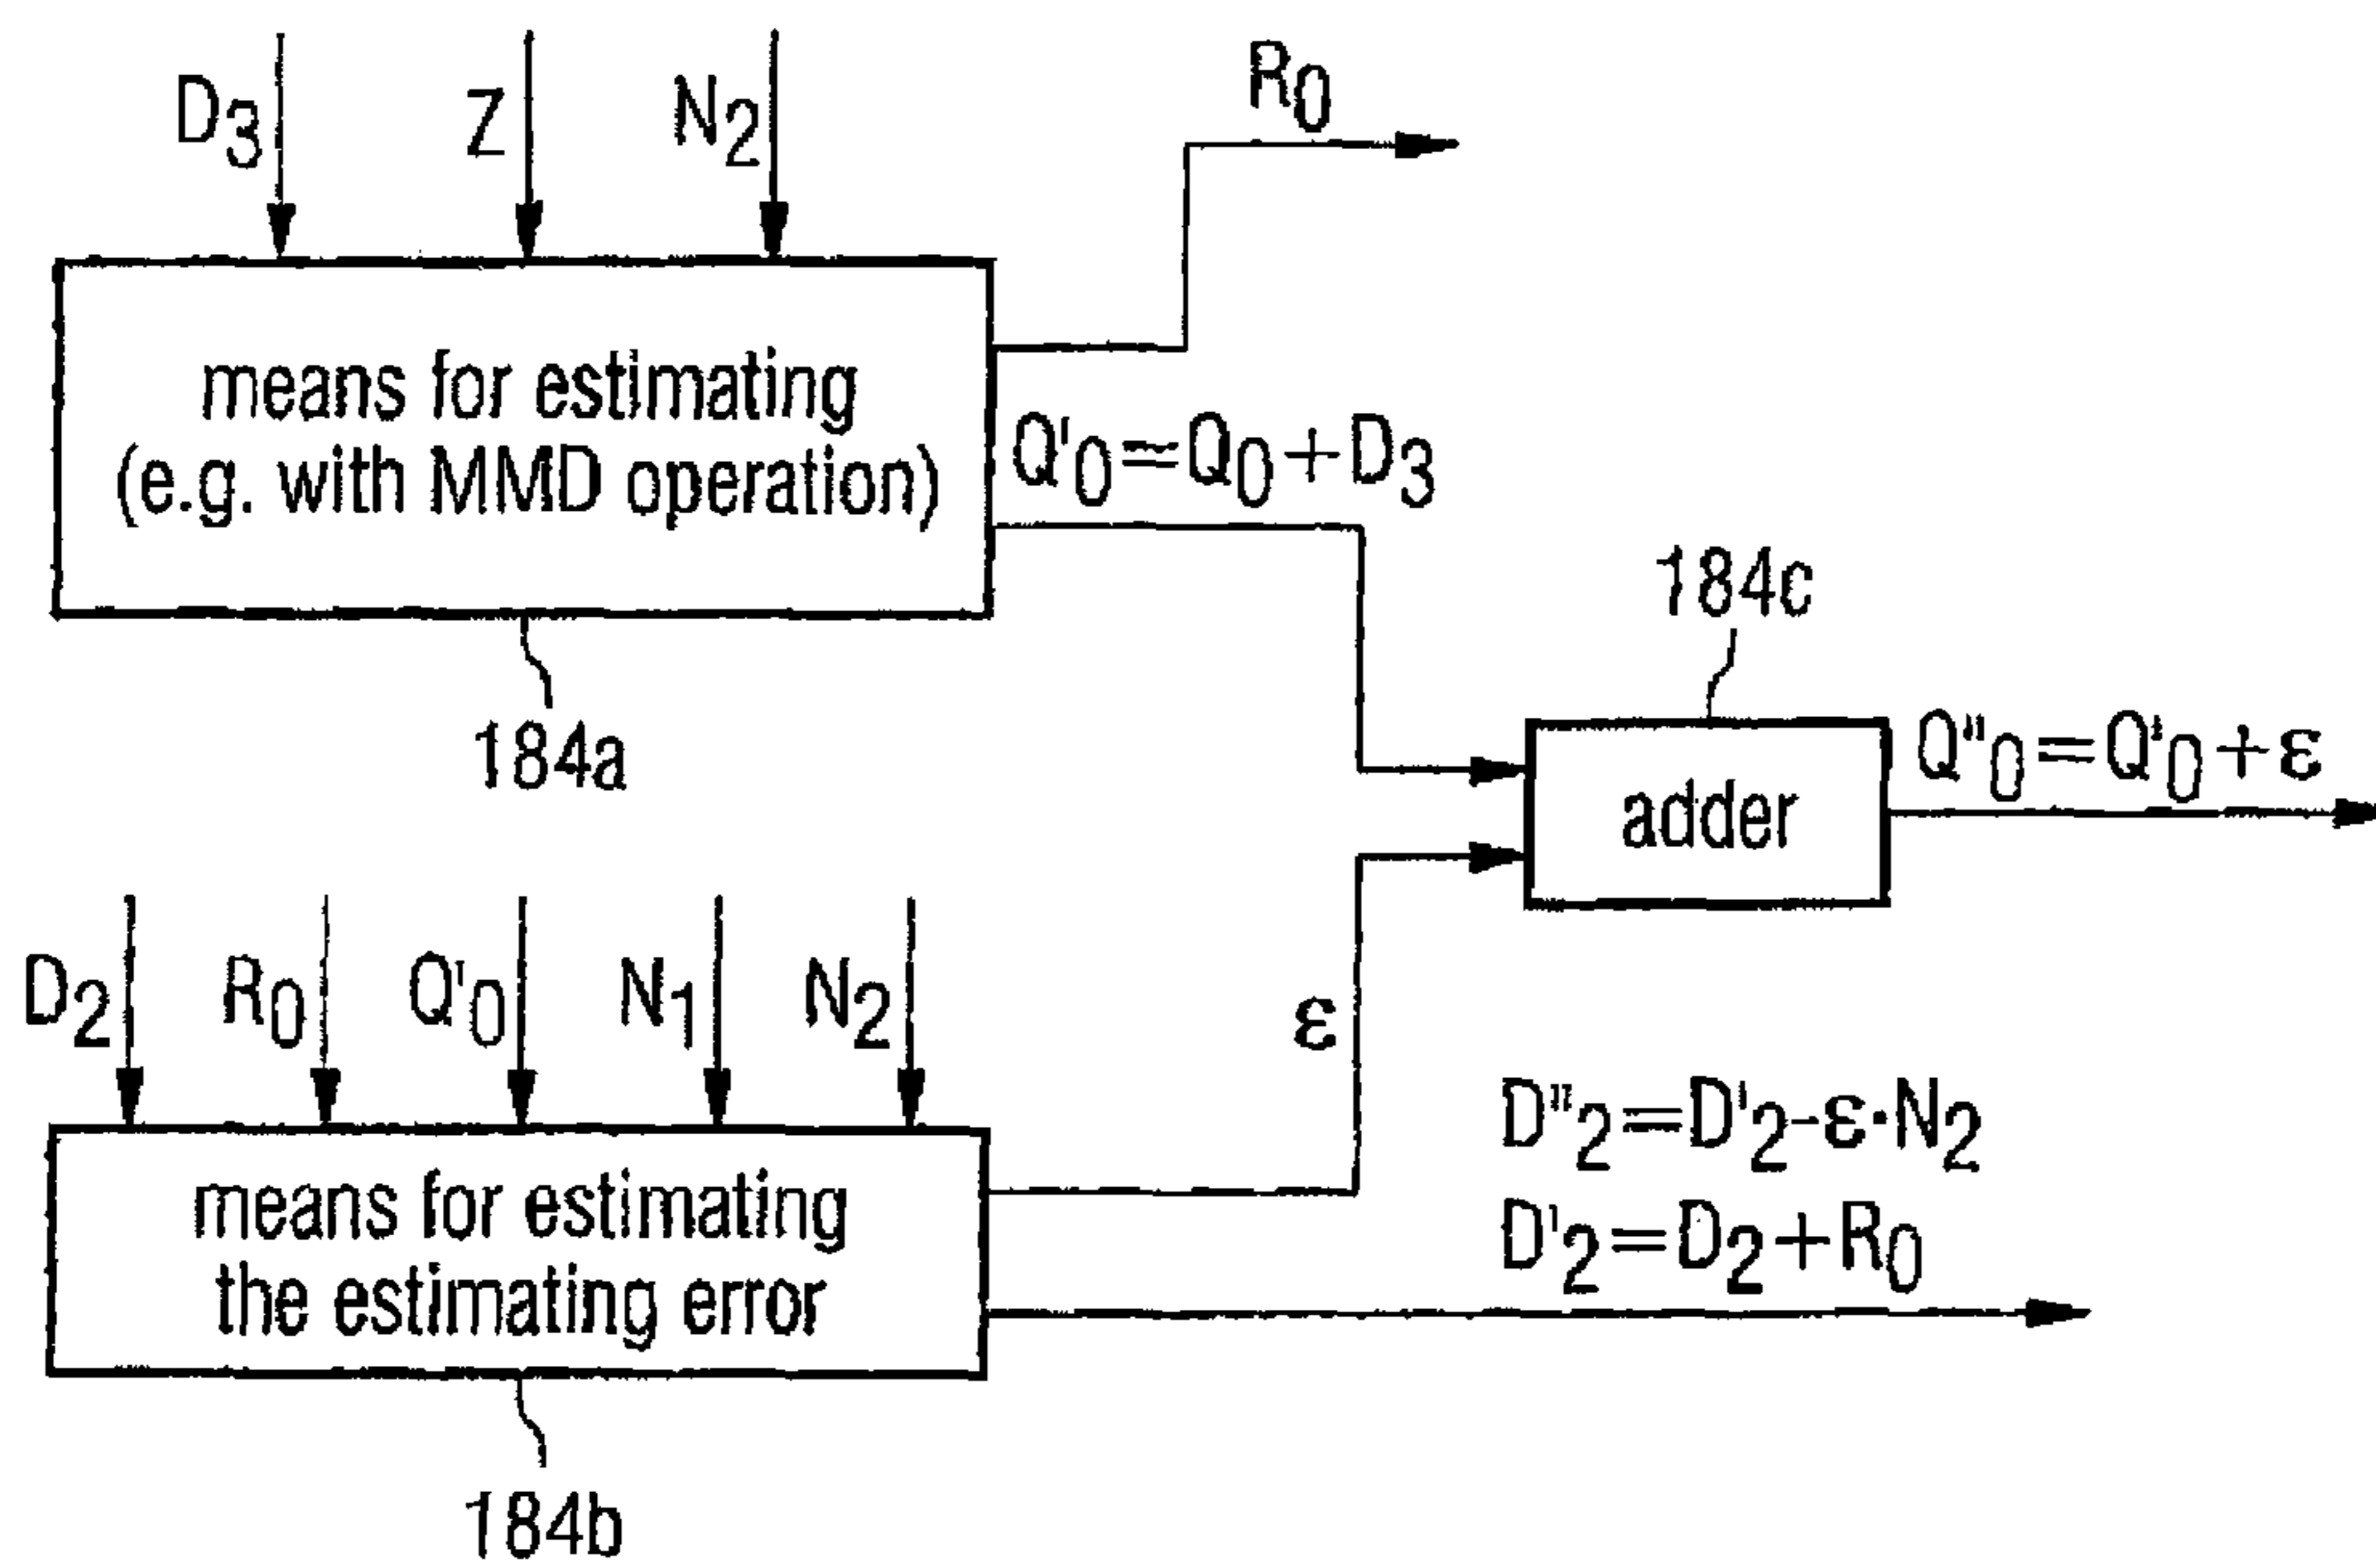 D3
Z
N2
R0
means for estimating
(e.g. with MMD operation)
Q'0=Q0+D3
184a
184c
adder
Q"0=Q'0+ε
D2
R0
Q'0
N1
N2
ε
means for estimating
the estimating error
D"2=D'2-ε·N2
D'2=D2+R0
184b